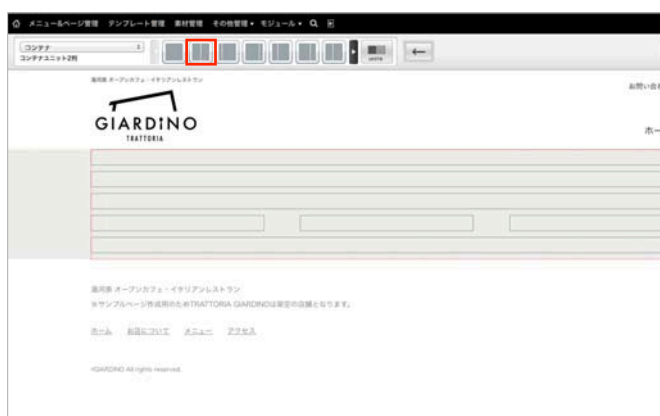 メニュー&ページ管理 テンプレート管理 素材管理 その他管理▾ モジュール▾
コンテナ
コンテナユニット2列
UNITS
湯河原 オープンカフェ・イタリアンレストラン
お問い合
GIARDINO
TRATTORIA
ホー
湯河原 オープンカフェ・イタリアンレストラン
※サンプルページ作成用のためTRATTORIA GIARDINOは架空の店舗となります。
ホーム お店について メニュー アクセス
©GIARDINO All rights reserved.